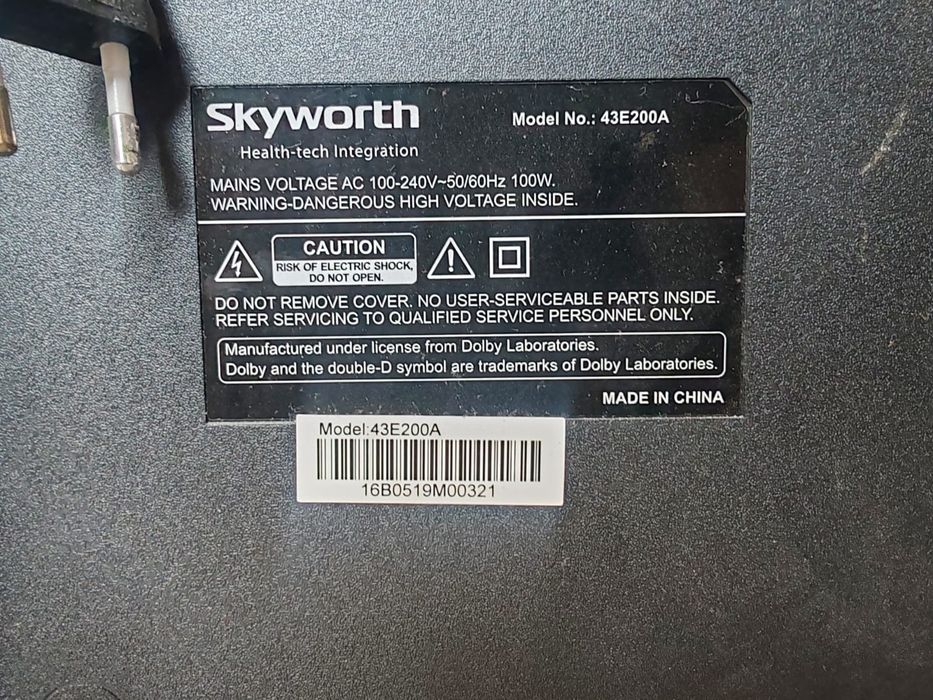 Skyworth
Model No.: 43E200A
Health-tech Integration
MAINS VOLTAGE AC 100-240V~50/60Hz 100W.
WARNING-DANGEROUS HIGH VOLTAGE INSIDE.
CAUTION
RISK OF ELECTRIC SHOCK,
DO NOT OPEN.
DO NOT REMOVE COVER. NO USER-SERVICEABLE PARTS INSIDE.
REFER SERVICING TO QUALIFIED SERVICE PERSONNEL ONLY.
Manufactured under license from Dolby Laboratories.
Dolby and the double-D symbol are trademarks of Dolby Laboratories.
MADE IN CHINA
Model:43E200A
16B0519M00321